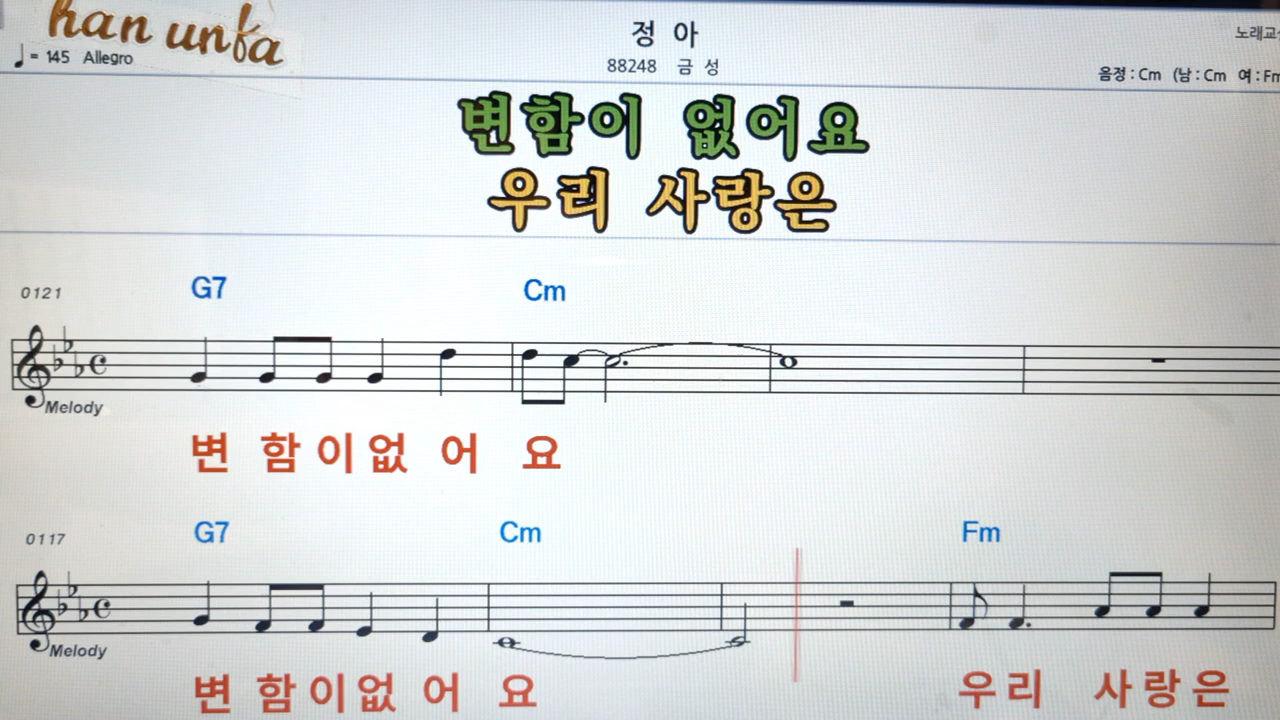 han unfa
정 아
노래교
♩= 145 Allegro
88248 금 성
음정 : Cm (남 : Cm 여 : Fm
변함이 없어요
우리 사랑은
0121
G7 Cm
Melody
변 함 이 없 어 요
0117
G7 Cm Fm
Melody
변 함 이 없 어 요 우 리 사 랑 은